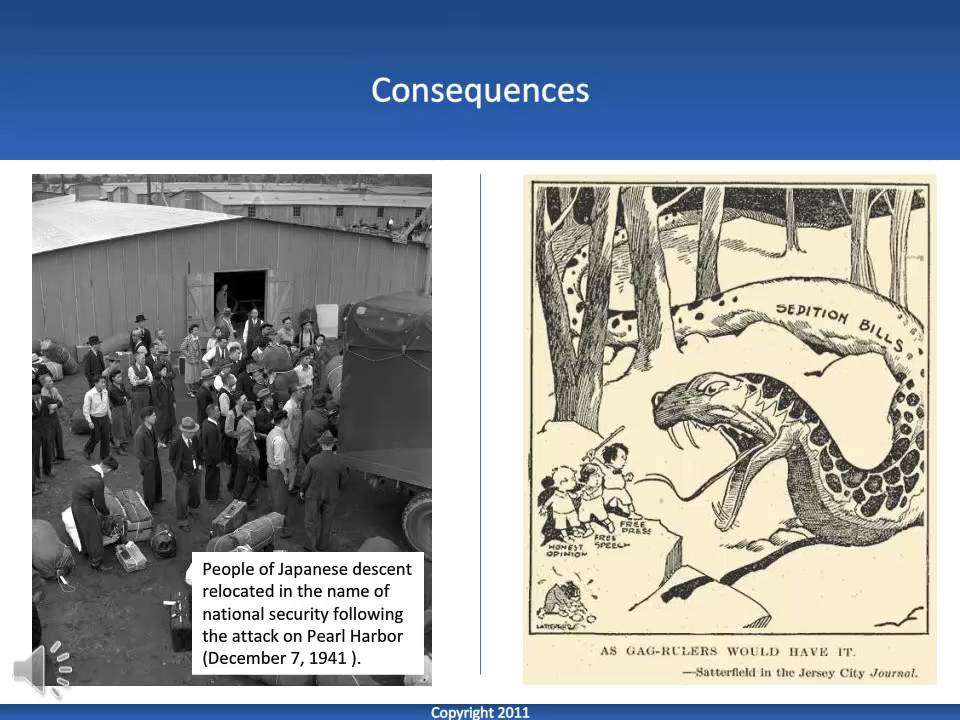 Consequences
People of Japanese descent
relocated in the name of
national security following
the attack on Pearl Harbor
(December 7, 1941 ).
SEDITION BILLS
FREE
PRESS
FREE
SPEECH
HONEST
OPINION
AS GAG-RULERS WOULD HAVE IT.
—Satterfield in the Jersey City Journal.
Copyright 2011